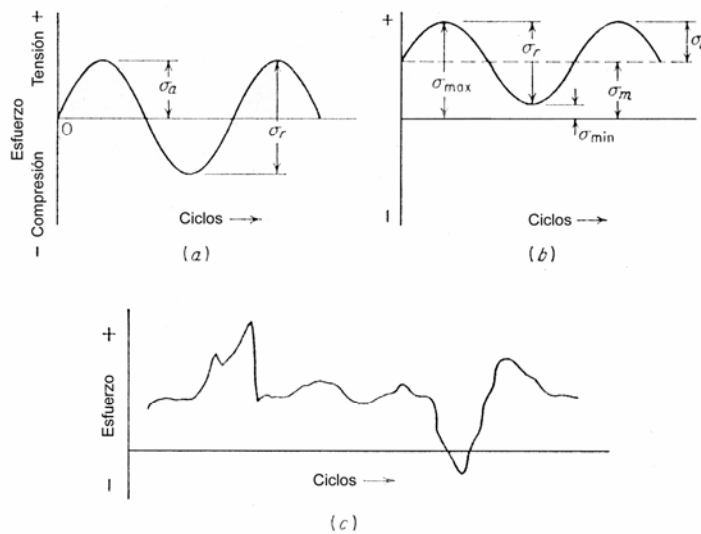 +
Tensión
Esfuerzo
Compresión
−
O
σa
σr
Ciclos
(a)
+
σmax
σr
σm
σmin
−
Ciclos
(b)
+
Esfuerzo
−
Ciclos
(c)